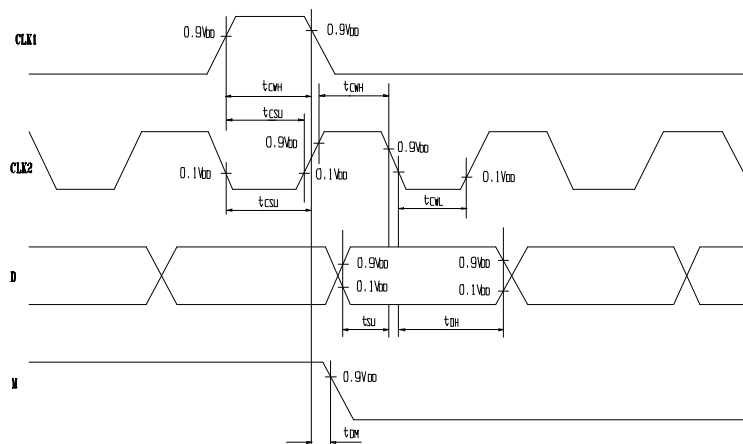 CLK1
0.9VDD
0.9VDD
tCWH
tCWH
tCSU
CLK2
0.9VDD
0.9VDD
0.1VDD
0.1VDD
0.1VDD
tCSU
tCWL
D
0.9VDD
0.9VDD
0.1VDD
0.1VDD
tSU
tDH
M
0.9VDD
tDM